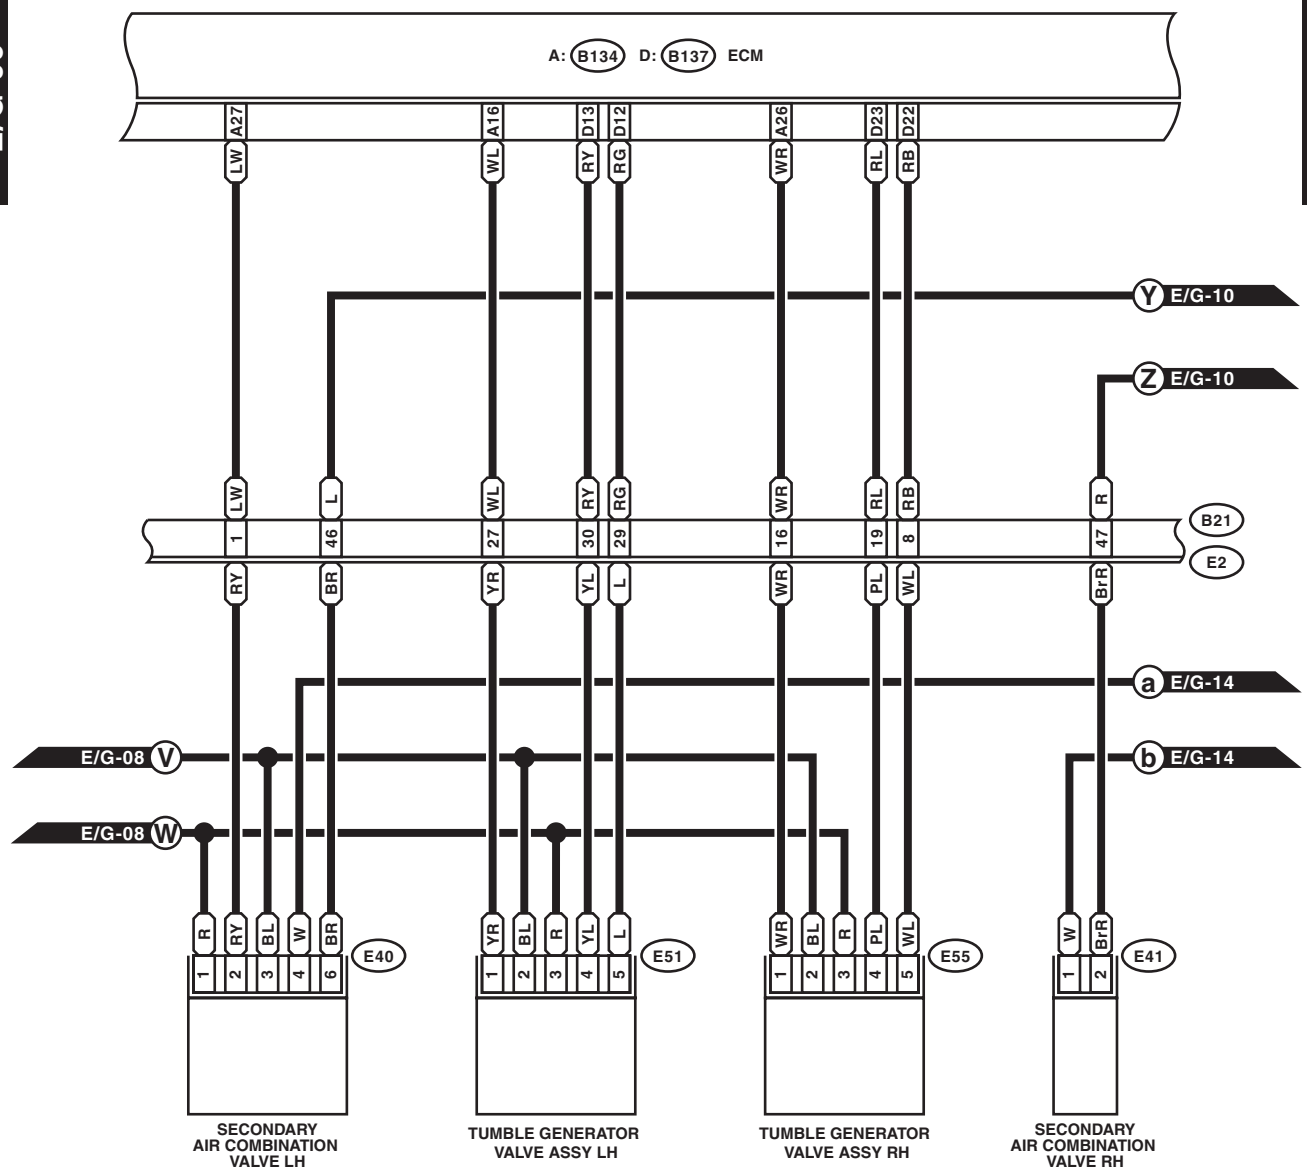 A: B134 D: B137 ECM
A27 A16 D13 D12 A26 D23 D22
LW WL RY RG WR RL RB
Y E/G-10
Z E/G-10
LW L WL RY RG WR RL RB R
1 46 27 30 29 16 19 8 47
B21
E2
RY BR YR YL L WR PL WL BrR
a E/G-14
E/G-08 V
b E/G-14
E/G-08 W
R RY BL W BR
YR BL R YL L
WR BL R PL WL
W BrR
E40
E51
E55
E41
1 2 3 4 6
1 2 3 4 5
1 2 3 4 5
1 2
SECONDARY
AIR COMBINATION
VALVE LH
TUMBLE GENERATOR
VALVE ASSY LH
TUMBLE GENERATOR
VALVE ASSY RH
SECONDARY
AIR COMBINATION
VALVE RH